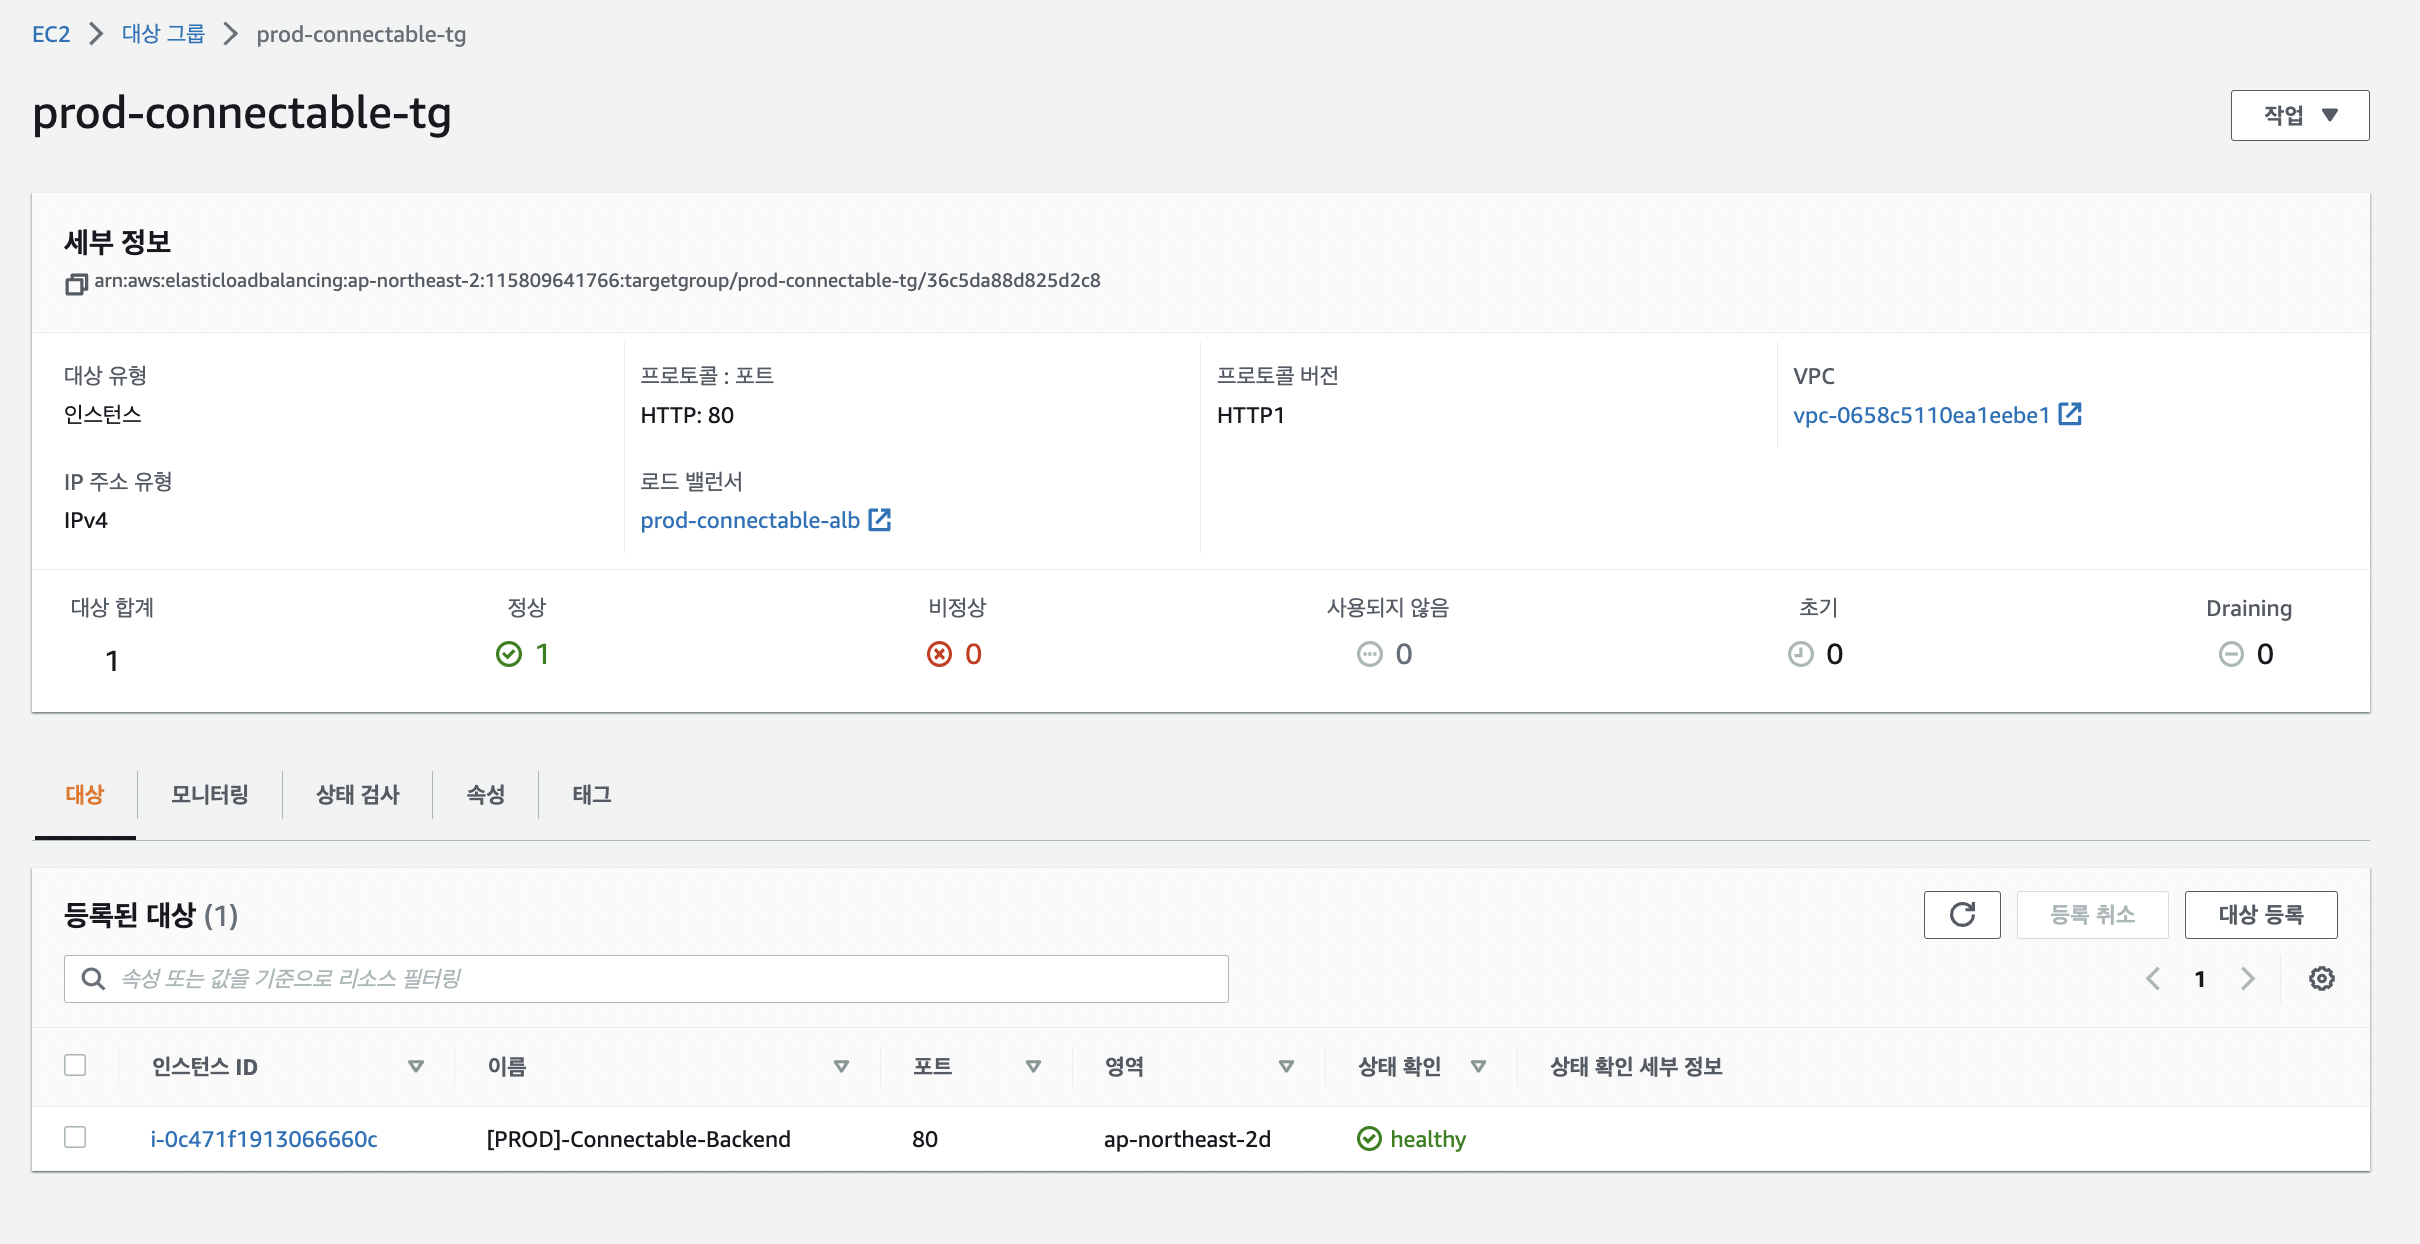 EC2 > 대상 그룹 > prod-connectable-tg
prod-connectable-tg
작업
세부 정보
arn:aws:elasticloadbalancing:ap-northeast-2:115809641766:targetgroup/prod-connectable-tg/36c5da88d825d2c8
대상 유형 프로토콜 : 포트 프로토콜 버전 VPC
인스턴스 HTTP: 80 HTTP1 vpc-0658c5110ea1eebe1
IP 주소 유형 로드 밸런서
IPv4 prod-connectable-alb
대상 합계 정상 비정상 사용되지 않음 초기 Draining
1 1 0 0 0 0
대상 모니터링 상태 검사 속성 태그
등록된 대상 (1) 등록 취소 대상 등록
속성 또는 값을 기준으로 리소스 필터링 1
인스턴스 ID 이름 포트 영역 상태 확인 상태 확인 세부 정보
i-0c471f1913066660c [PROD]-Connectable-Backend 80 ap-northeast-2d healthy